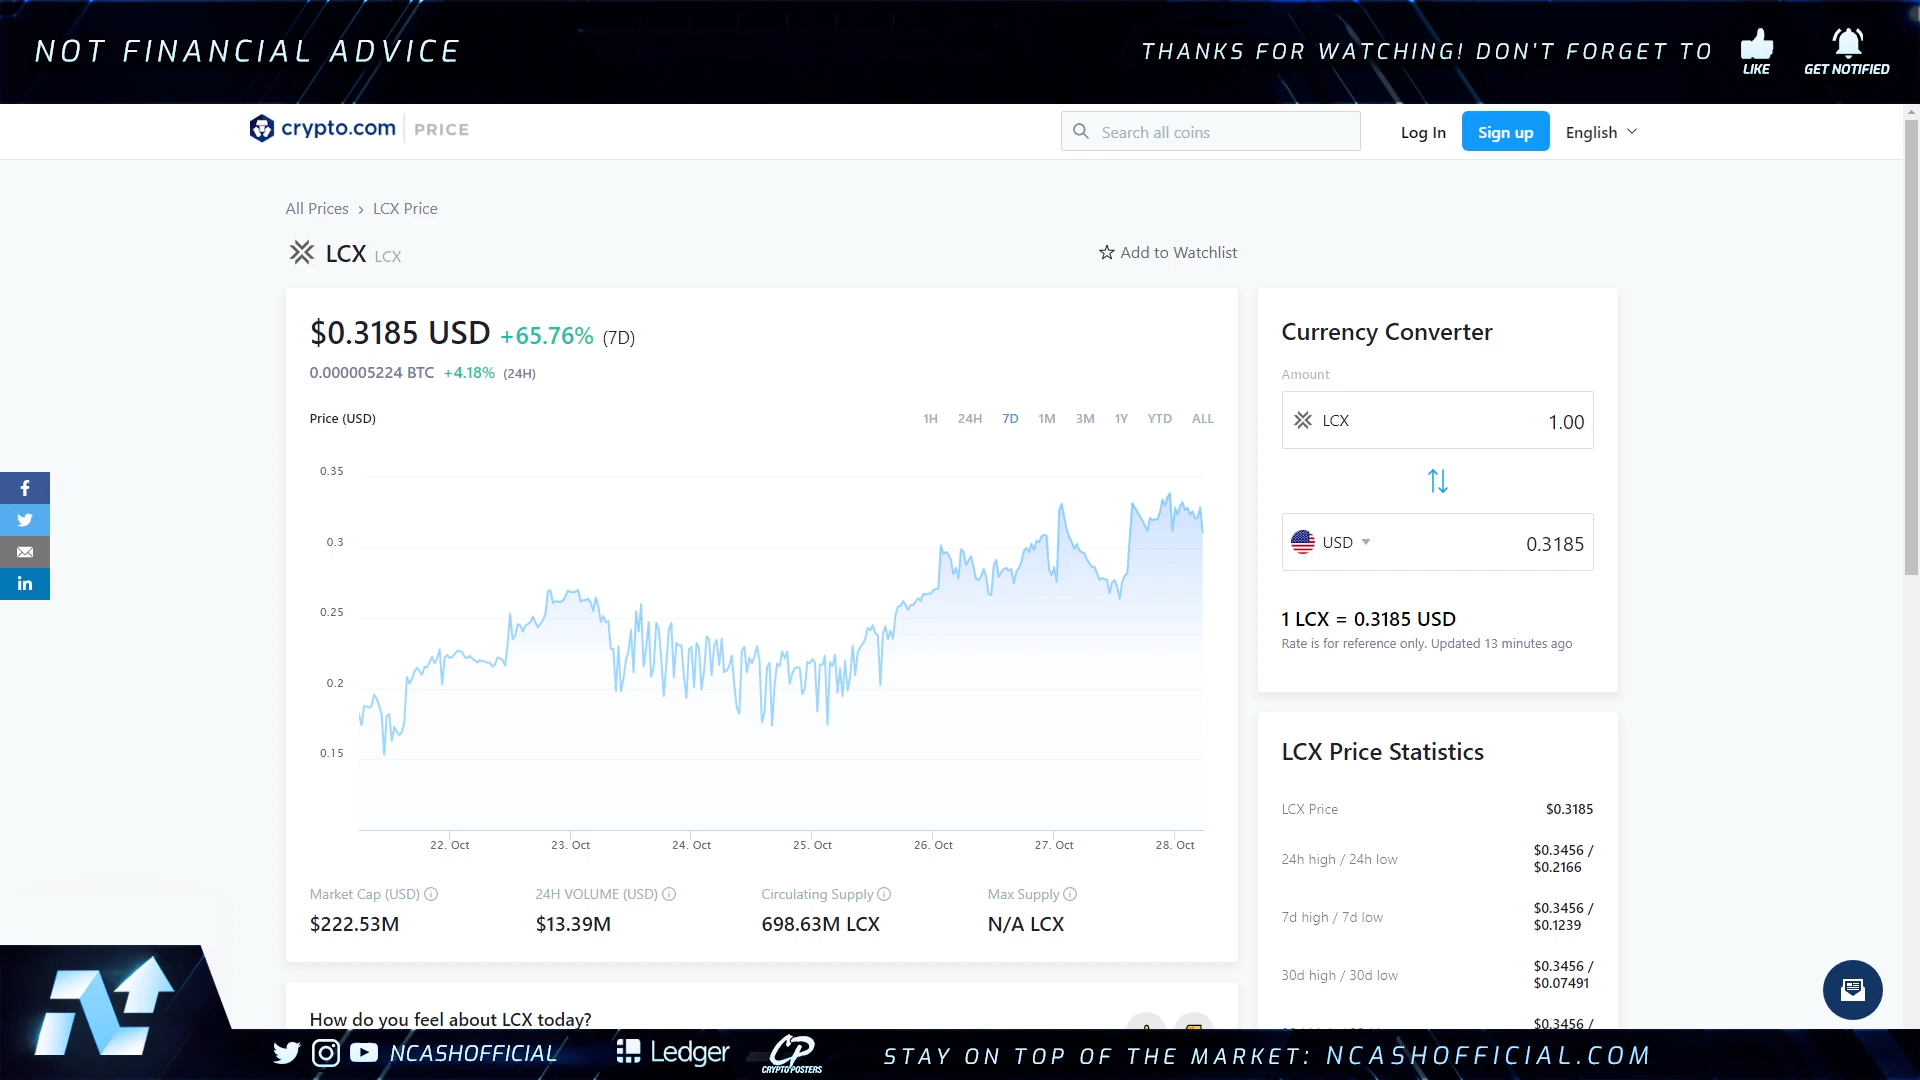 NOT FINANCIAL ADVICE
THANKS FOR WATCHING! DON'T FORGET TO
LIKE
GET NOTIFIED
crypto.com PRICE
Search all coins
Log In
Sign up
English
All Prices › LCX Price
LCX LCX
Add to Watchlist
$0.3185 USD +65.76% (7D)
0.000005224 BTC +4.18% (24H)
Price (USD)
1H 24H 7D 1M 3M 1Y YTD ALL
0.35
0.3
0.25
0.2
0.15
22. Oct 23. Oct 24. Oct 25. Oct 26. Oct 27. Oct 28. Oct
Market Cap (USD) 24H VOLUME (USD) Circulating Supply Max Supply
$222.53M $13.39M 698.63M LCX N/A LCX
How do you feel about LCX today?
Currency Converter
Amount
LCX 1.00
USD 0.3185
1 LCX = 0.3185 USD
Rate is for reference only. Updated 13 minutes ago
LCX Price Statistics
LCX Price $0.3185
24h high / 24h low $0.3456 /
$0.2166
7d high / 7d low $0.3456 /
$0.1239
30d high / 30d low $0.3456 /
$0.07491
$0.3456 /
NCASHOFFICIAL
Ledger
CP
CRYPTOPOSTERS
STAY ON TOP OF THE MARKET: NCASHOFFICIAL.COM